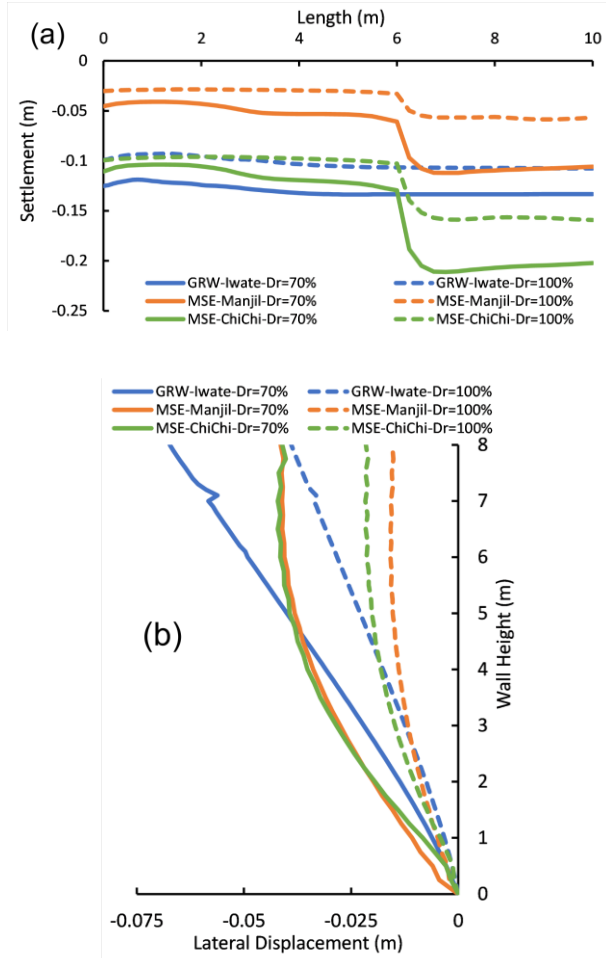 (a)
Length (m)
0 2 4 6 8 10
0
-0.05
-0.1
-0.15
-0.2
-0.25
Settlement (m)
GRW-Iwate-Dr=70% GRW-Iwate-Dr=100%
MSE-Manjil-Dr=70% MSE-Manjil-Dr=100%
MSE-ChiChi-Dr=70% MSE-ChiChi-Dr=100%
GRW-Iwate-Dr=70% GRW-Iwate-Dr=100%
MSE-Manjil-Dr=70% MSE-Manjil-Dr=100%
MSE-ChiChi-Dr=70% MSE-ChiChi-Dr=100%
(b)
8
7
6
5
4
3
2
1
0
Wall Height (m)
-0.075 -0.05 -0.025 0
Lateral Displacement (m)